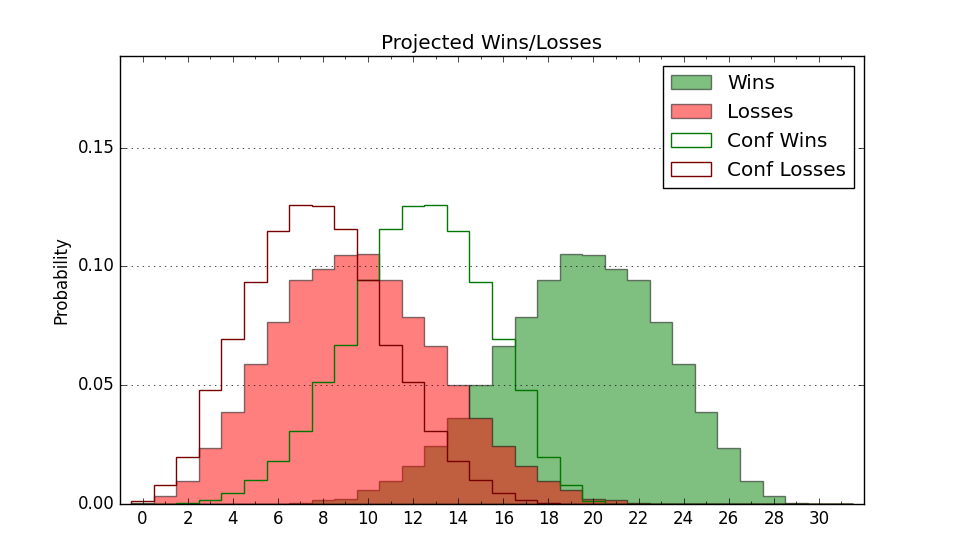 Projected Wins/Losses
Wins
Losses
Conf Wins
Conf Losses
Probability
0.15
0.10
0.05
0.00
0 2 4 6 8 10 12 14 16 18 20 22 24 26 28 30